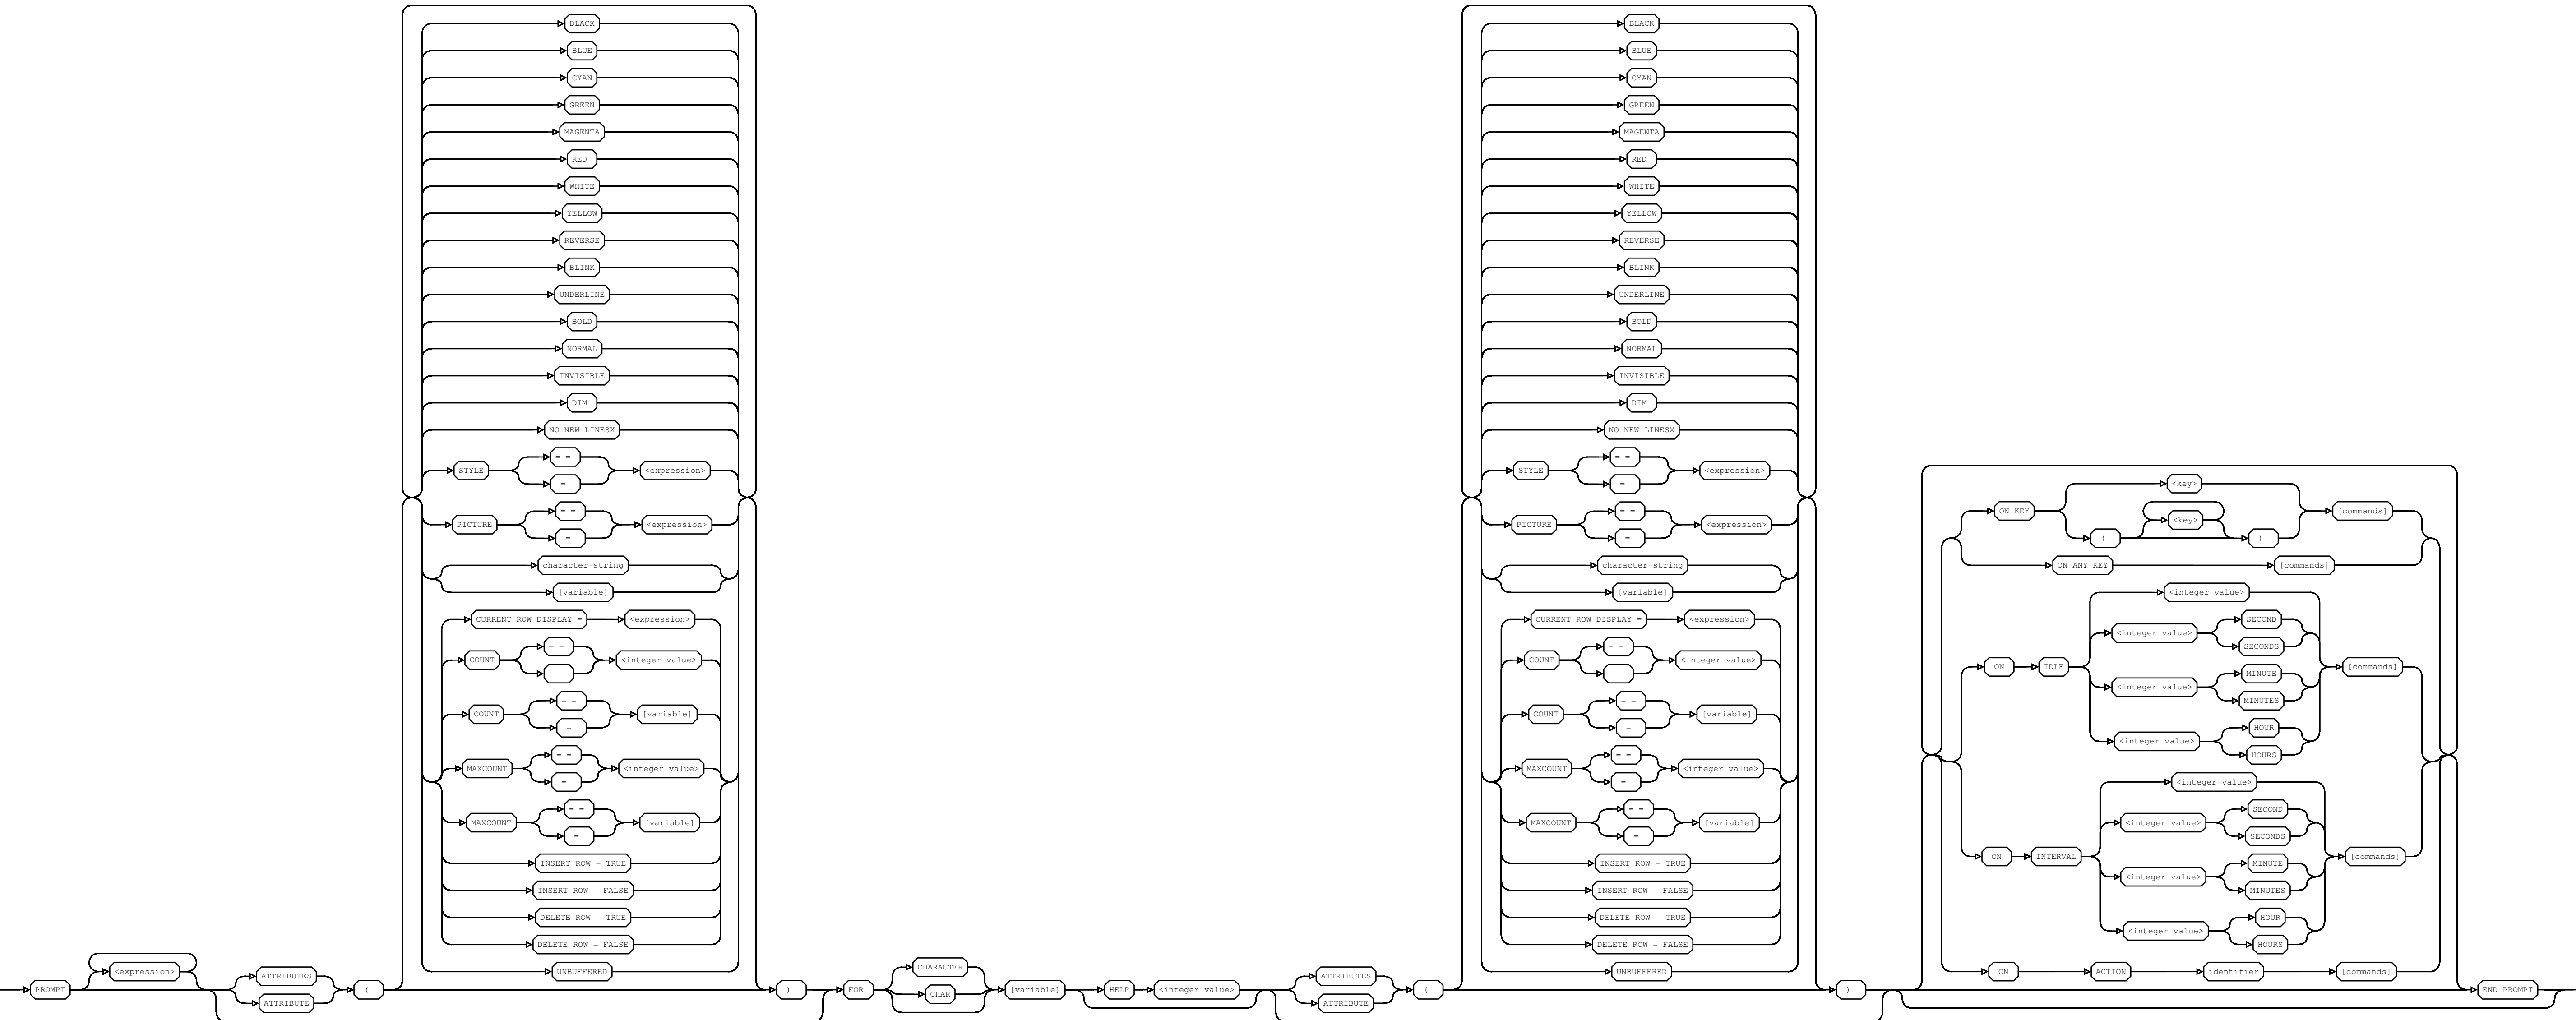 PROMPT
<expression>
ATTRIBUTES
ATTRIBUTE
(
BLACK
BLUE
CYAN
GREEN
MAGENTA
RED
WHITE
YELLOW
REVERSE
BLINK
UNDERLINE
BOLD
NORMAL
INVISIBLE
DIM
NO NEW LINESX
STYLE
= =
=
<expression>
PICTURE
= =
=
<expression>
character-string
[variable]
CURRENT ROW DISPLAY =
<expression>
COUNT
= =
=
<integer value>
COUNT
= =
=
[variable]
MAXCOUNT
= =
=
<integer value>
MAXCOUNT
= =
=
[variable]
INSERT ROW = TRUE
INSERT ROW = FALSE
DELETE ROW = TRUE
DELETE ROW = FALSE
UNBUFFERED
)
FOR
CHARACTER
CHAR
[variable]
HELP
<integer value>
ATTRIBUTES
ATTRIBUTE
(
BLACK
BLUE
CYAN
GREEN
MAGENTA
RED
WHITE
YELLOW
REVERSE
BLINK
UNDERLINE
BOLD
NORMAL
INVISIBLE
DIM
NO NEW LINESX
STYLE
= =
=
<expression>
PICTURE
= =
=
<expression>
character-string
[variable]
CURRENT ROW DISPLAY =
<expression>
COUNT
= =
=
<integer value>
COUNT
= =
=
[variable]
MAXCOUNT
= =
=
<integer value>
MAXCOUNT
= =
=
[variable]
INSERT ROW = TRUE
INSERT ROW = FALSE
DELETE ROW = TRUE
DELETE ROW = FALSE
UNBUFFERED
)
ON KEY
<key>
(
<key>
)
[commands]
ON ANY KEY
[commands]
ON
IDLE
<integer value>
<integer value>
SECOND
SECONDS
<integer value>
MINUTE
MINUTES
<integer value>
HOUR
HOURS
[commands]
ON
INTERVAL
<integer value>
<integer value>
SECOND
SECONDS
<integer value>
MINUTE
MINUTES
<integer value>
HOUR
HOURS
[commands]
ON
ACTION
identifier
[commands]
END PROMPT